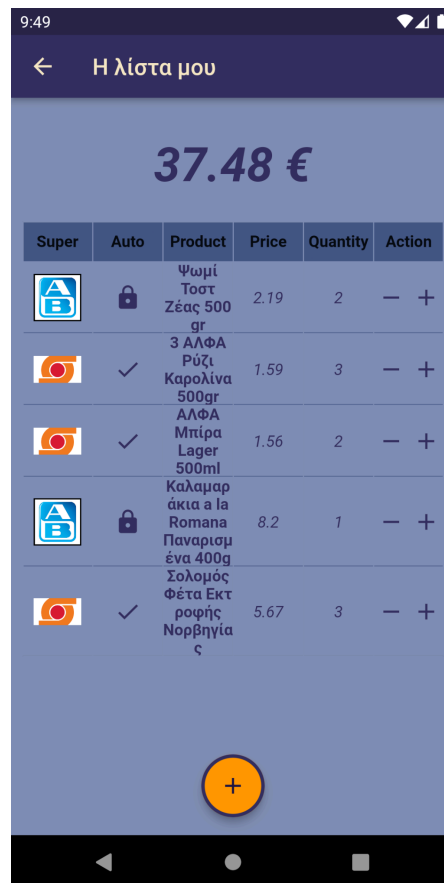 9:49
Η λίστα μου
37.48 €
Super Auto Product Price Quantity Action
AB
Ψωμί
Τοστ
Ζέας 500
gr
2.19 2
3 ΑΛΦΑ
Ρύζι
Καρολίνα
500gr
1.59 3
ΑΛΦΑ
Μπίρα
Lager
500ml
1.56 2
AB
Καλαμαρ
άκια a la
Romana
Παναρισμ
ένα 400g
8.2 1
Σολομός
Φέτα Εκτ
ροφής
Νορβηγία
ς
5.67 3